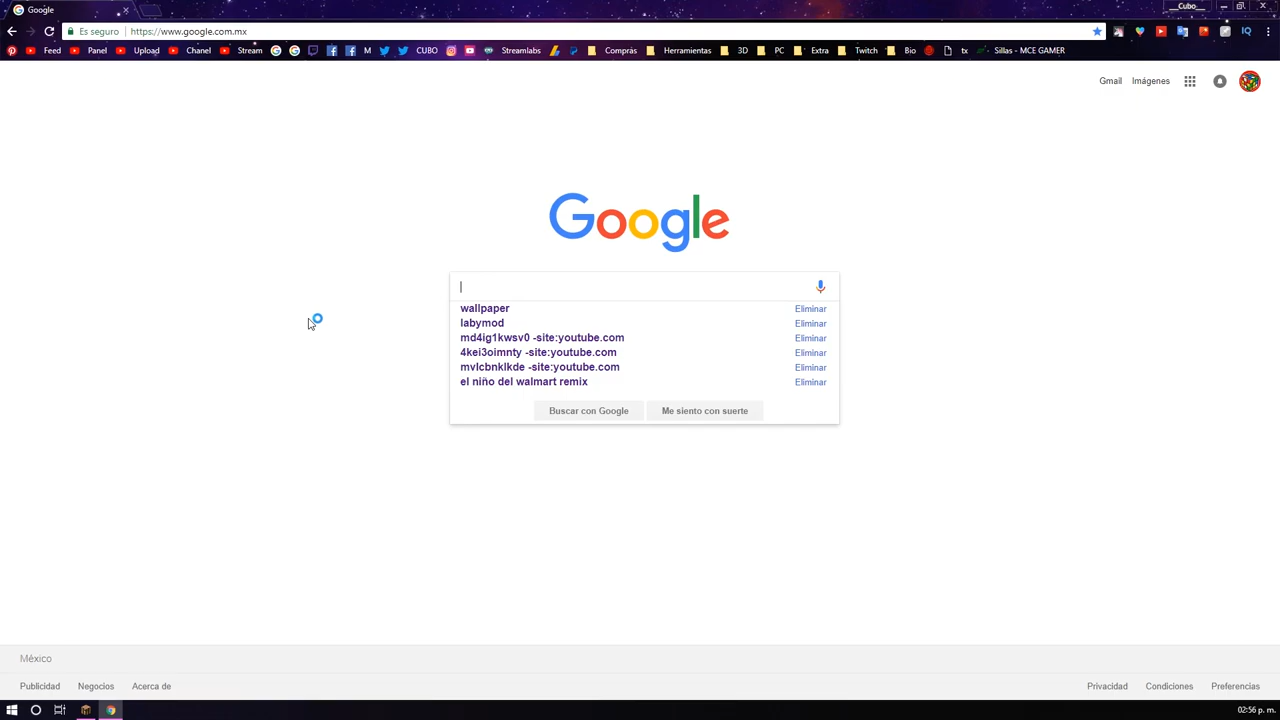 Google
__Cubo__
Es seguro https://www.google.com.mx
Feed Panel Upload Chanel Stream M CUBO Streamlabs Compras Herramientas 3D PC Extra Twitch Bio tx Sillas - MCE GAMER
Gmail Imágenes
Google
wallpaper Eliminar
labymod Eliminar
md4ig1kwsv0 -site:youtube.com Eliminar
4kei3oimnty -site:youtube.com Eliminar
mvlcbnklkde -site:youtube.com Eliminar
el niño del walmart remix Eliminar
Buscar con Google Me siento con suerte
México
Publicidad Negocios Acerca de Privacidad Condiciones Preferencias
02:56 p. m.